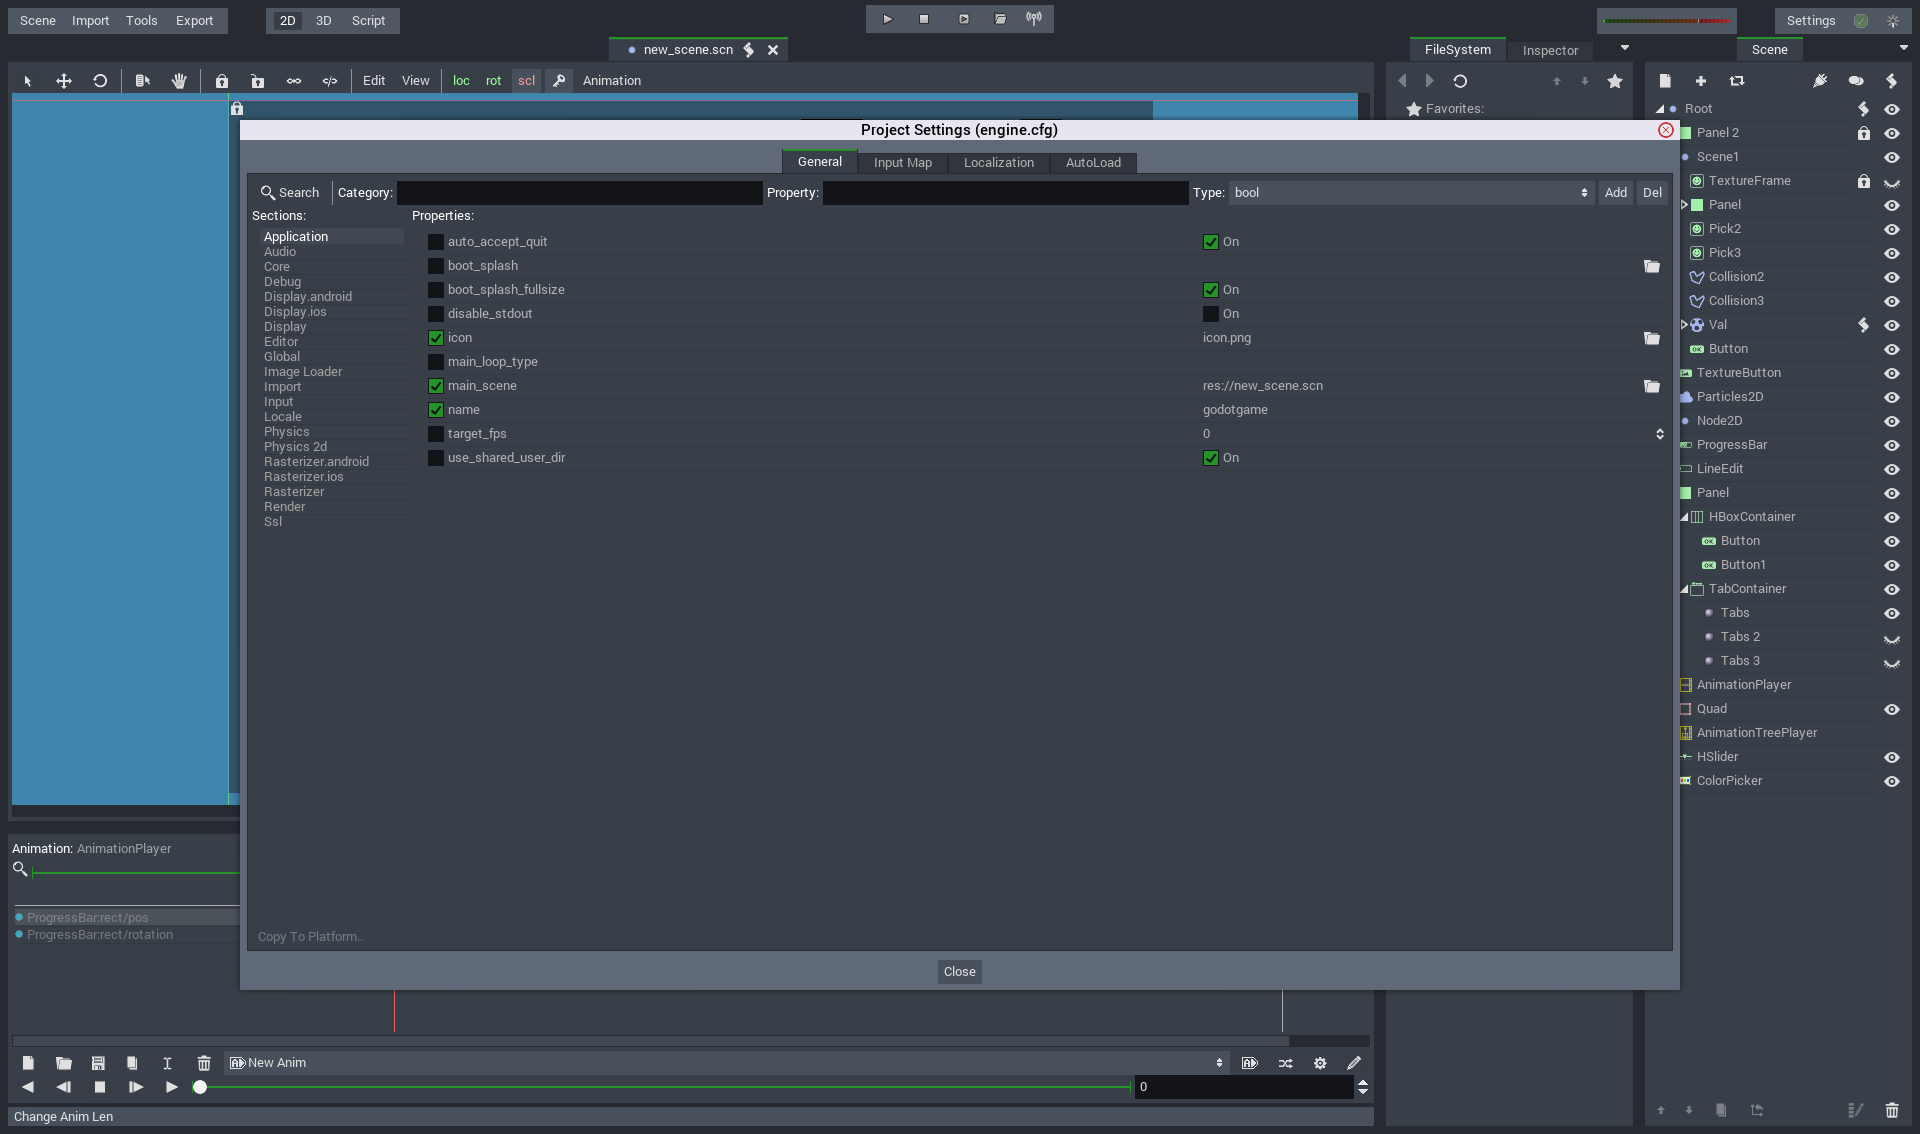 Scene Import Tools Export 2D 3D Script Settings
new_scene.scn FileSystem Inspector Scene
Edit View loc rot scl Animation
Favorites: Root
Project Settings (engine.cfg) Panel 2
General Input Map Localization AutoLoad Scene1
TextureFrame
Search Category: Property: Type: bool Add Del
Panel
Sections: Properties:
Application auto_accept_quit On
Audio
Core boot_splash
Debug
Display.android boot_splash_fullsize On
Display.ios disable_stdout On
Display
Editor icon icon.png
Global
Image Loader main_loop_type
Import main_scene res://new_scene.scn
Input
Locale name godotgame
Physics target_fps 0
Physics 2d
Rasterizer.android use_shared_user_dir On
Rasterizer.ios
Rasterizer
Render
Ssl
Copy To Platform..
Close
Pick2
Pick3
Collision2
Collision3
Val
OK Button
TextureButton
Particles2D
Node2D
ProgressBar
LineEdit
Panel
HBoxContainer
OK Button
OK Button1
TabContainer
Tabs
Tabs 2
Tabs 3
AnimationPlayer
Quad
AnimationTreePlayer
HSlider
ColorPicker
Animation: AnimationPlayer
ProgressBar:rect/pos
ProgressBar:rect/rotation
New Anim
0
Change Anim Len